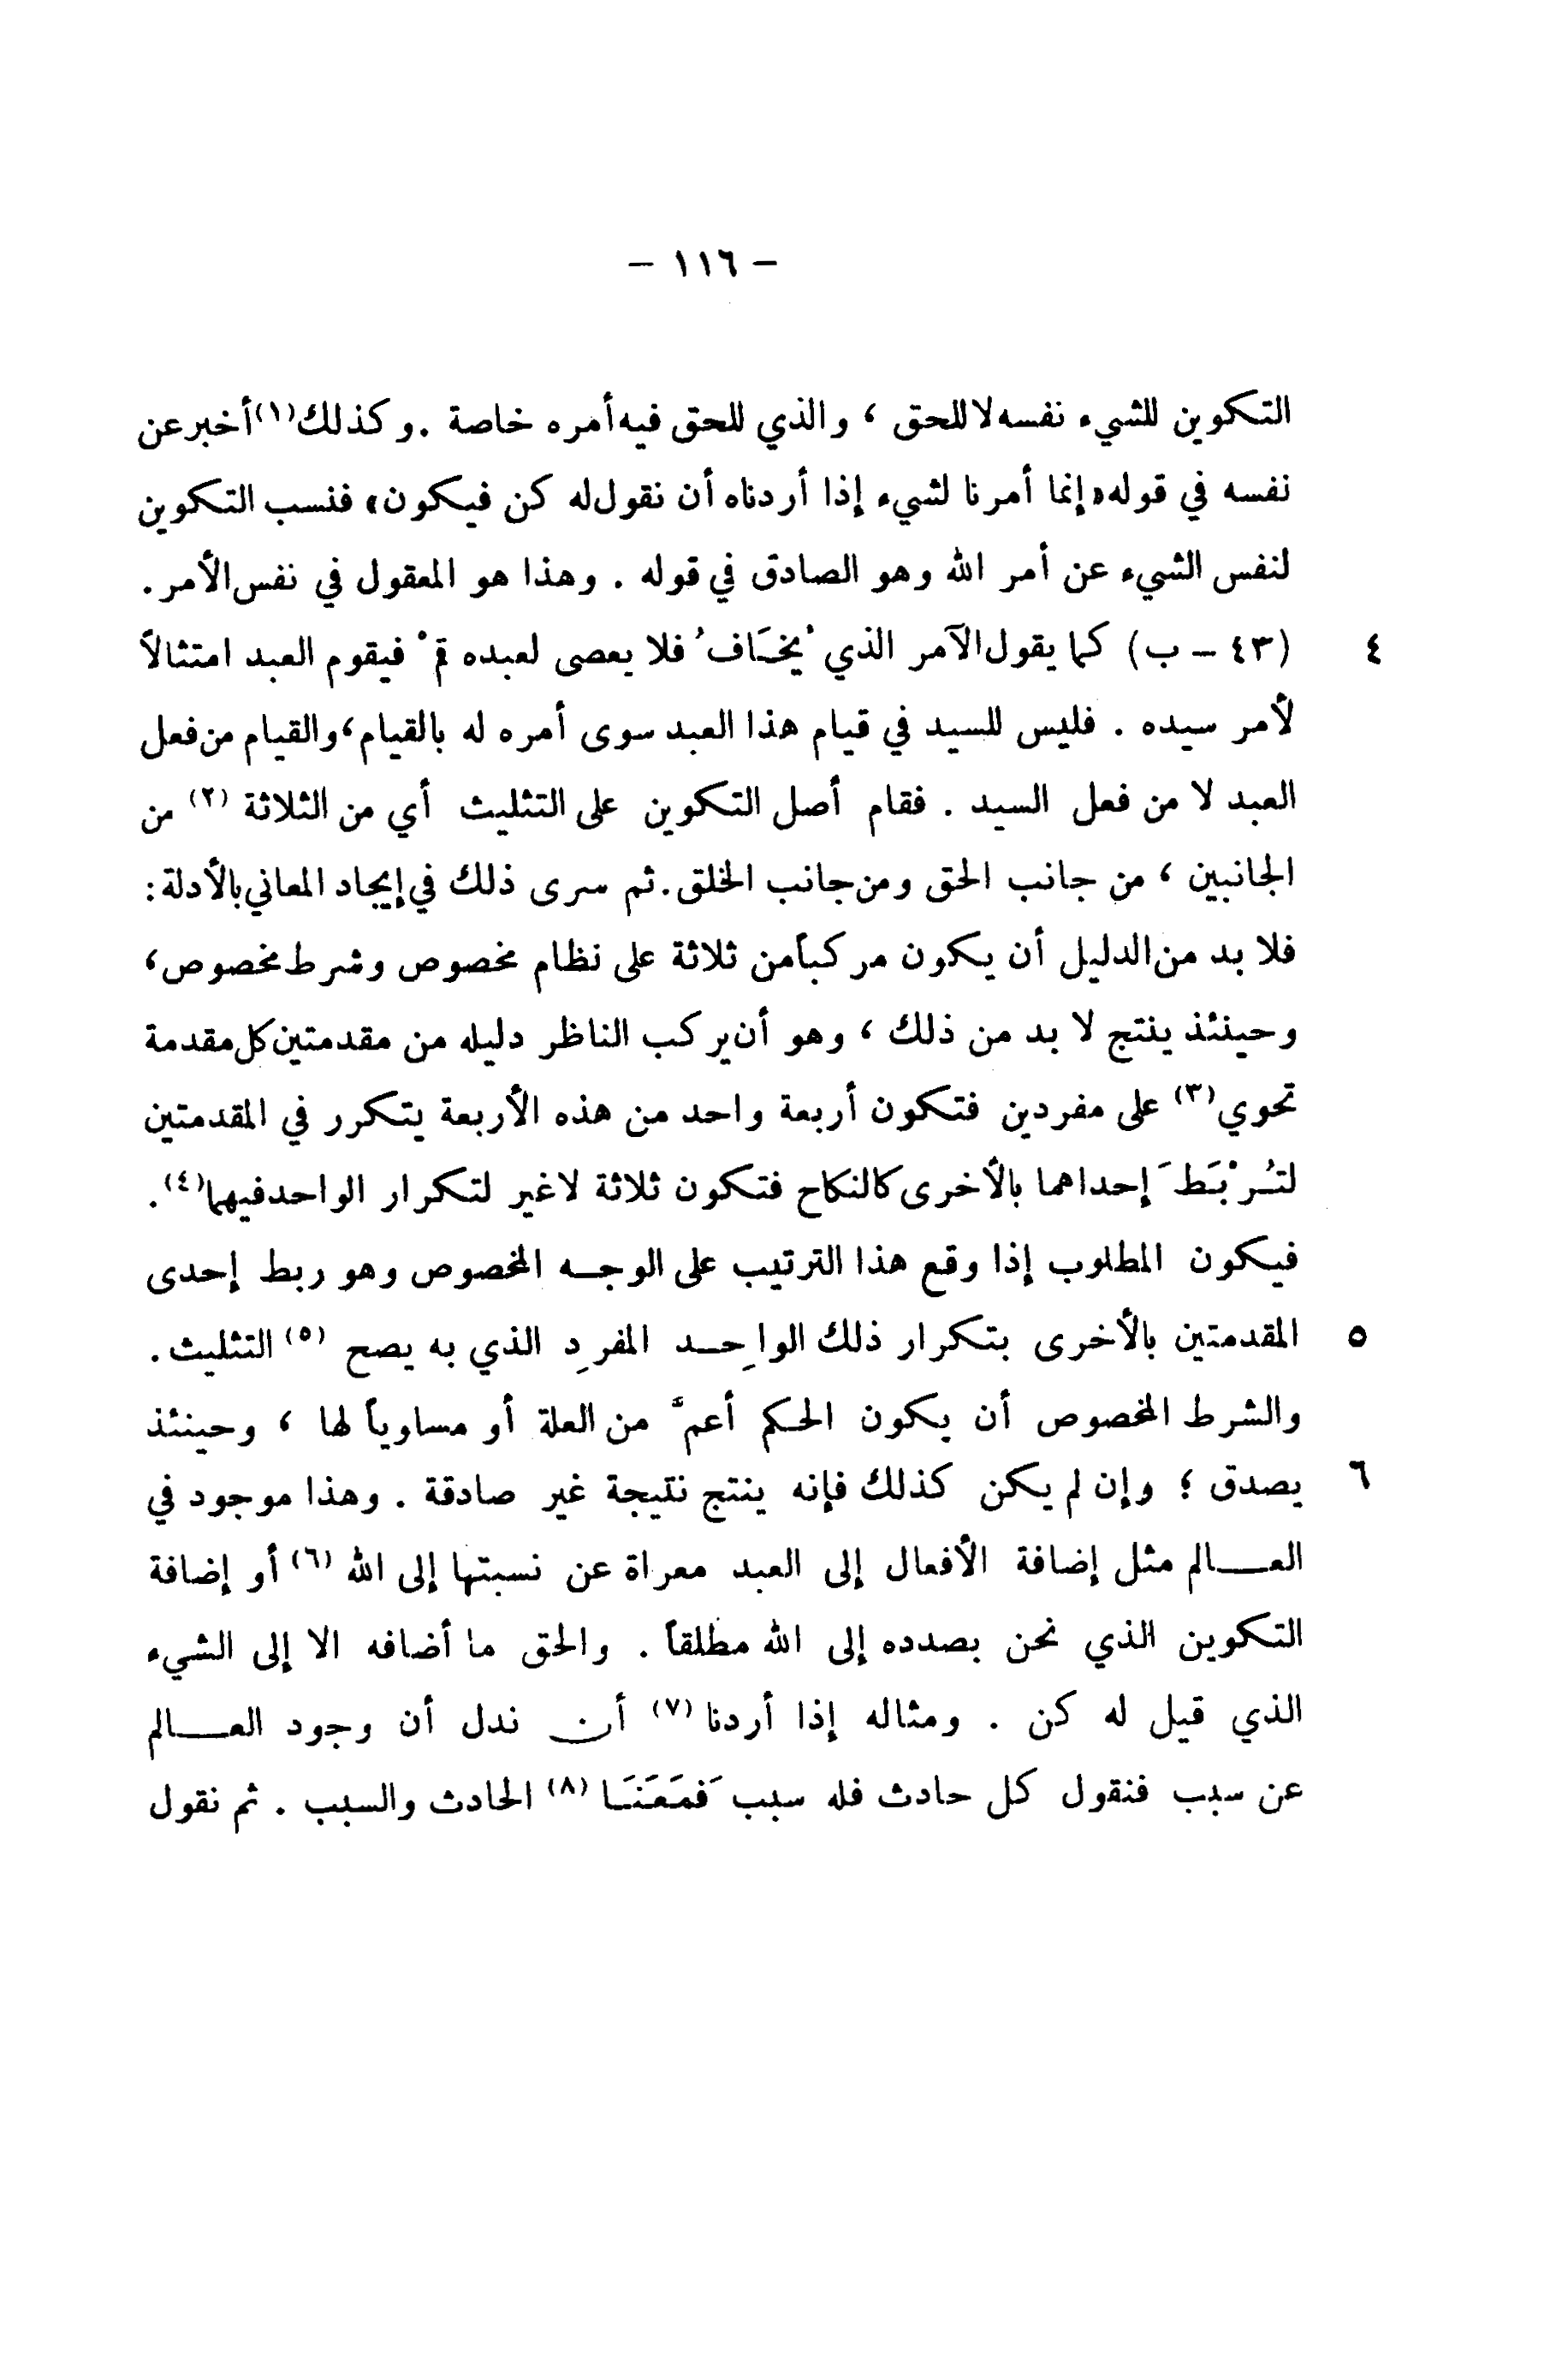 – ١١٦ –
التكوين للشيء نفسه لا للحق ، والذي للحق فيه أمره خاصة . وكذلك (١) أخبر عن
نفسه في قوله «إنما أمرنا لشيء إذا أردناه أن نقول له كن فيكون» فنسب التكوين
لنفس الشيء عن أمر الله وهو الصادق في قوله . وهذا هو المعقول في نفس الأمر .
٤ (٤٣ – ب) كما يقول الآمر الذي يُخَافُ فلا يعصى لعبده قمْ فيقوم العبد امتثالاً
لأمر سيده . فليس للسيد في قيام هذا العبد سوى أمره له بالقيام ، والقيام من فعل
العبد لا من فعل السيد . فقام أصل التكوين على التثليث أي من الثلاثة (٢) من
الجانبين ، من جانب الحق ومن جانب الخلق . ثم سرى ذلك في إيجاد المعاني بالأدلة :
فلا بد من الدليل أن يكون مركباً من ثلاثة على نظام مخصوص وشرط مخصوص ،
وحينئذ ينتج لا بد من ذلك ، وهو أن يركب الناظر دليله من مقدمتين كل مقدمة
تحوي (٣) على مفردين فتكون أربعة واحد من هذه الأربعة يتكرر في المقدمتين
لتُرْبَطَ إحداهما بالأخرى كالنكاح فتكون ثلاثة لا غير لتكرار الواحد فيهما (٤) .
فيكون المطلوب إذا وقع هذا الترتيب على الوجه المخصوص وهو ربط إحدى
٥ المقدمتين بالأخرى بتكرار ذلك الواحِد المفرِد الذي به يصح (٥) التثليث .
والشرط المخصوص أن يكون الحكم أعمَّ من العلة أو مساوياً لها ، وحينئذ
٦ يصدق ؛ وإن لم يكن كذلك فإنه ينتج نتيجة غير صادقة . وهذا موجود في
العالم مثل إضافة الأفعال إلى العبد معراة عن نسبتها إلى الله (٦) أو إضافة
التكوين الذي نحن بصدده إلى الله مطلقاً . والحق ما أضافه الا إلى الشيء
الذي قيل له كن . ومثاله إذا أردنا (٧) أن ندل أن وجود العالم
عن سبب فنقول كل حادث فله سبب فَمَعَنَا (٨) الحادث والسبب . ثم نقول